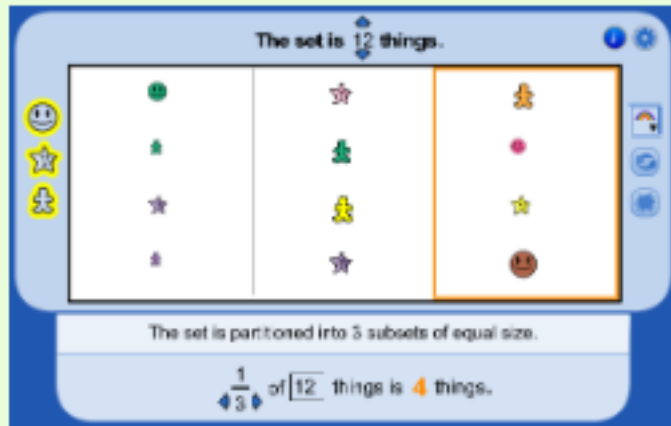 The set is 12 things.
The set is partitioned into 3 subsets of equal size.
1/3 of 12 things is 4 things.